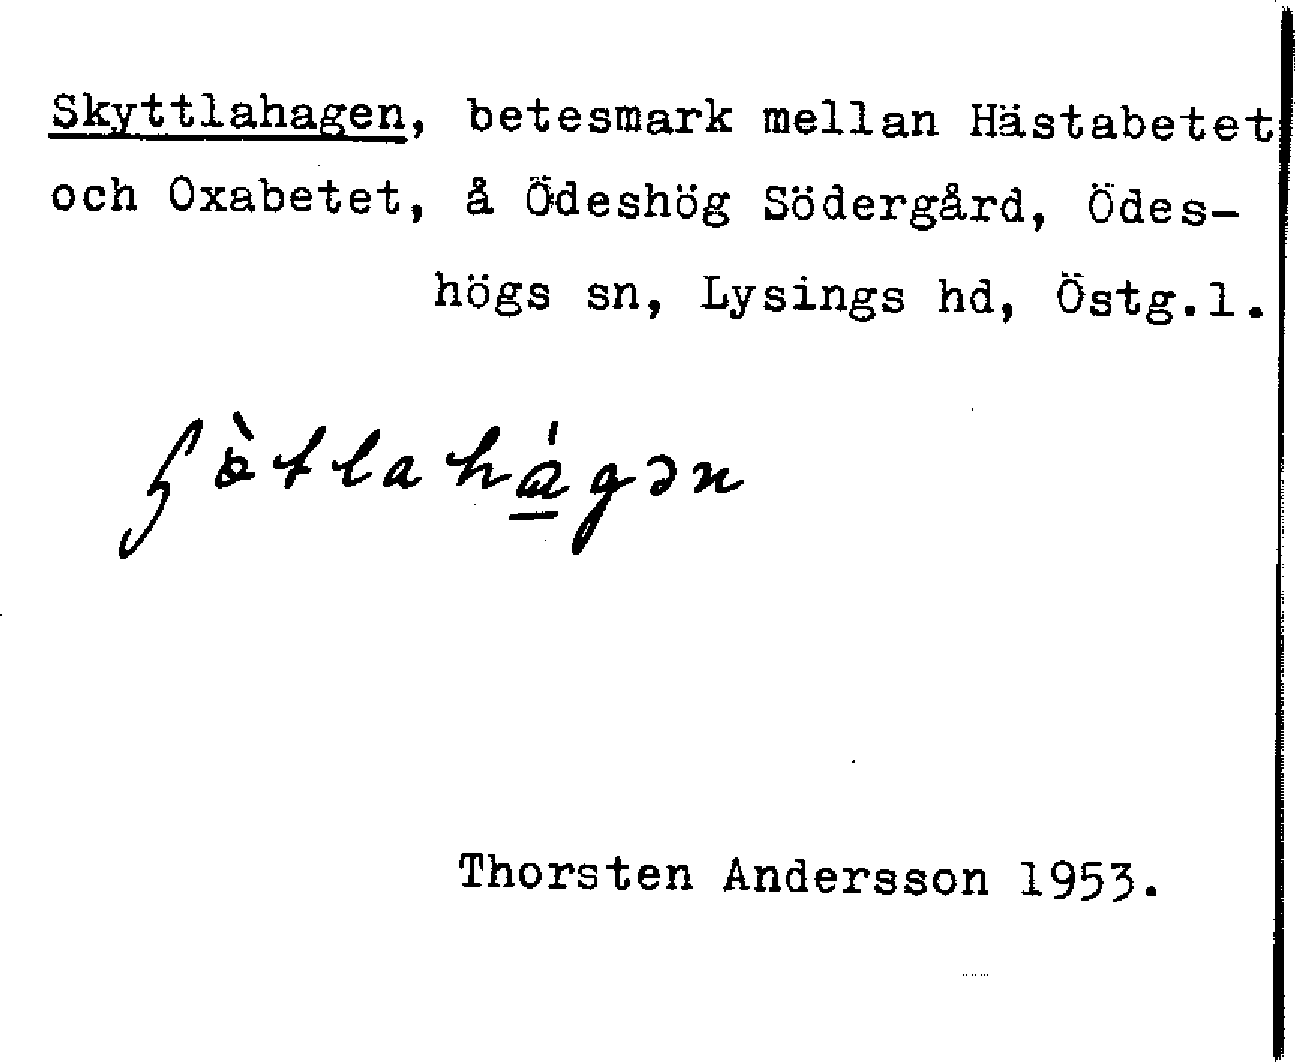 Skyttlahagen, betesmark mellan Hästabetet
och Oxabetet, å Ödeshög Södergård, Ödes-
högs sn, Lysings hd, Östg.l.
Thorsten Andersson 1953.